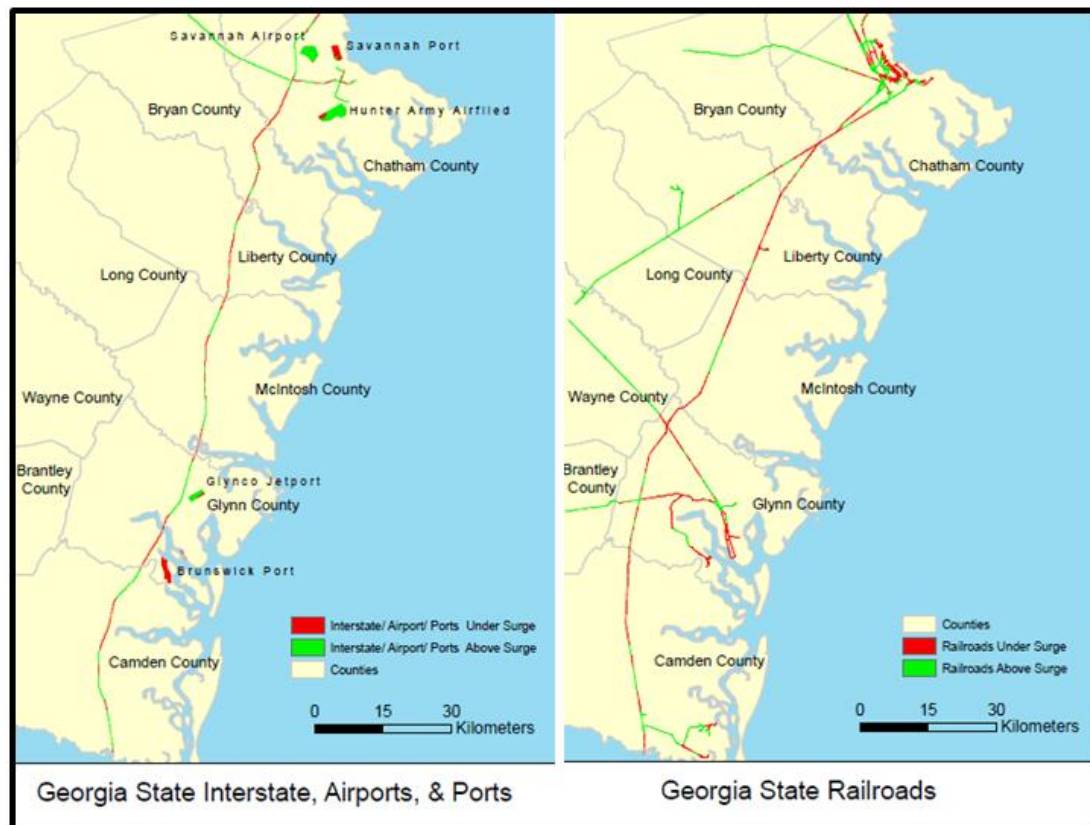 Savannah Airport
Savannah Port
Bryan County
Hunter Army Airfiled
Chatham County
Liberty County
Long County
McIntosh County
Wayne County
Brantley
County
Glynco Jetport
Glynn County
Brunswick Port
Interstate/ Airport/ Ports Under Surge
Interstate/ Airport/ Ports Above Surge
Counties
Camden County
0 15 30
Kilometers
Georgia State Interstate, Airports, & Ports
Bryan County
Chatham County
Liberty County
Long County
McIntosh County
Wayne County
Brantley
County
Glynn County
Counties
Railroads Under Surge
Railroads Above Surge
Camden County
0 15 30
Kilometers
Georgia State Railroads